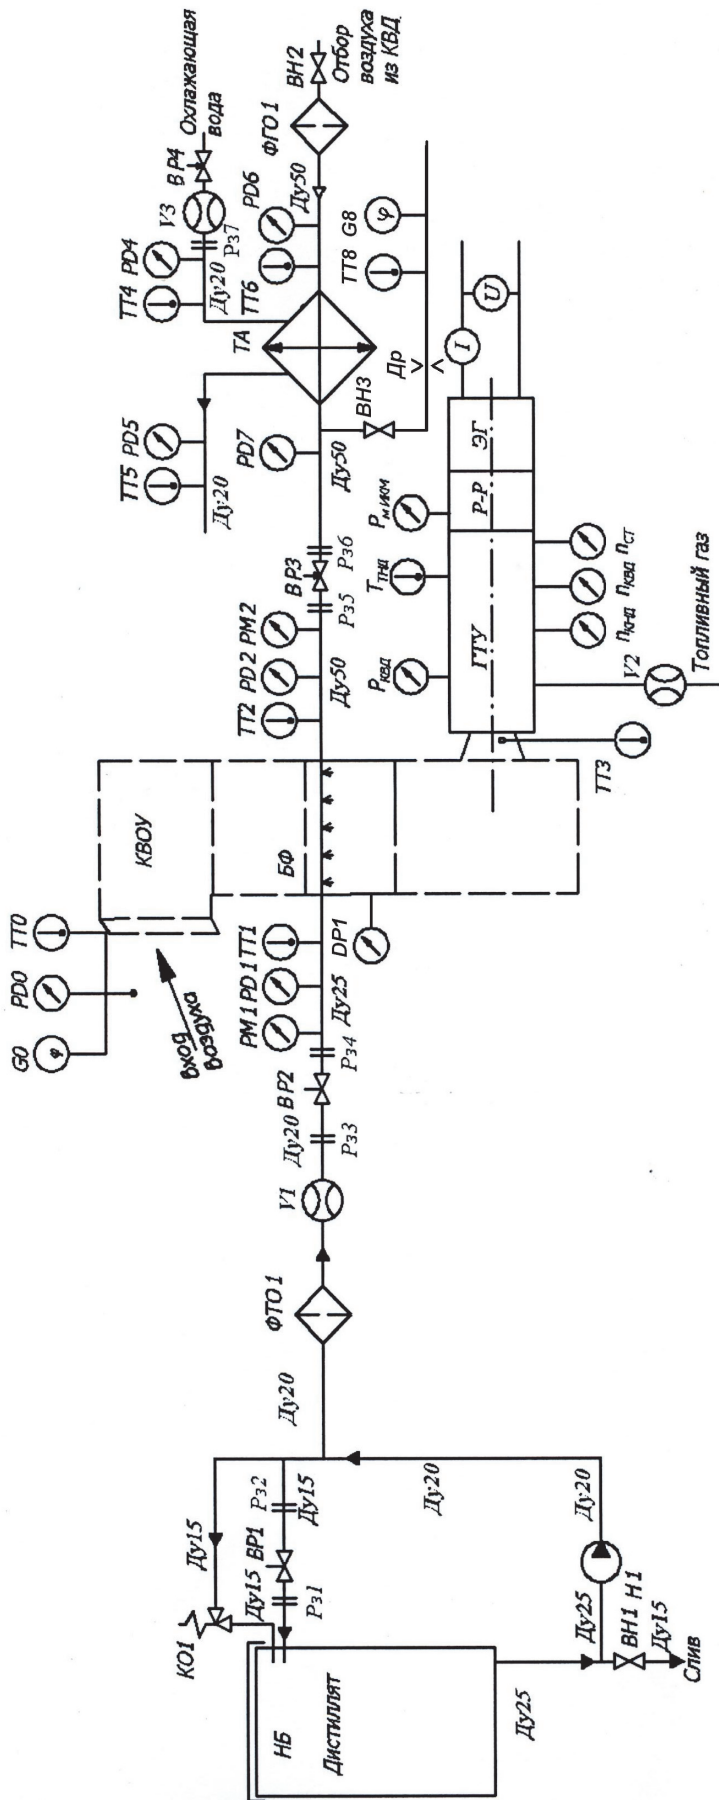 Охлажающая
вода
ВР4
V3
Рз7
PD4
ТТ4
Ду20
ВН2
Отбор
воздуха
из КВД
ФГО1
Ду50
PD6
ТТ6
ТА
PD5
ТТ5
Ду20
G8
ТТ8
Др
ВН3
PD7
Ду50
Рз6
ВР3
Рз5
РМ2
PD2
ТТ2
Ду50
I
U
ЭГ
Р-Р
ГТУ
Рмикм
Ттнд
Рквд
nст
nквд
nкнд
V2
Топливный газ
ТТ3
КВОУ
БФ
ТТ0
PD0
G0
φ
φ
вход
воздуха
DP1
ТТ1
PD1
РМ1
Ду25
Рз4
ВР2
Ду20
Рз3
V1
ФТО1
Ду20
Ду15
КО1
Рз2
Ду15
ВР1
Ду15
Рз1
Ду20
Ду20
Н1
Ду25
ВН1
Ду15
Слив
Ду25
НБ
Дистиллят